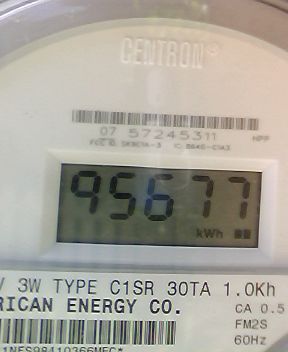 CENTRON®
07 57245311
HPP
95677
kWh
V 3W TYPE C1SR 30TA 1.0Kh
RICAN ENERGY CO.
CA 0.5
FM2S
60Hz